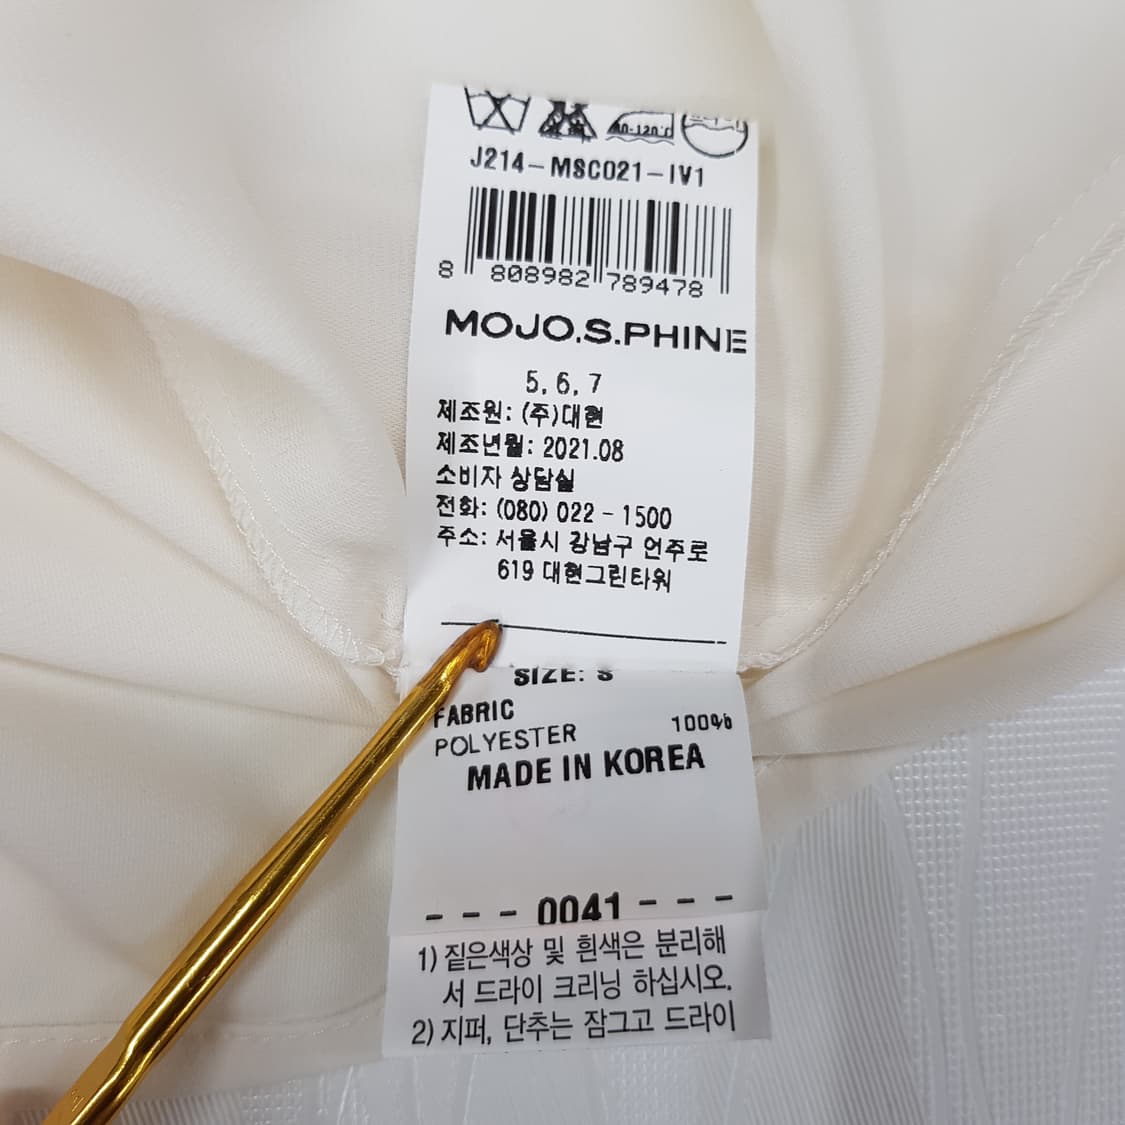 80-120℃
드라이
J214-MSC021-IV1
8 808982 789478
MOJO.S.PHINE
5, 6, 7
제조원: (주)대현
제조년월: 2021.08
소비자 상담실
전화: (080) 022 - 1500
주소: 서울시 강남구 언주로
619 대현그린타워
SIZE: S
FABRIC
POLYESTER 100%
MADE IN KOREA
- - - 0041 - - -
1) 짙은색상 및 흰색은 분리해
서 드라이 크리닝 하십시오.
2) 지퍼, 단추는 잠그고 드라이